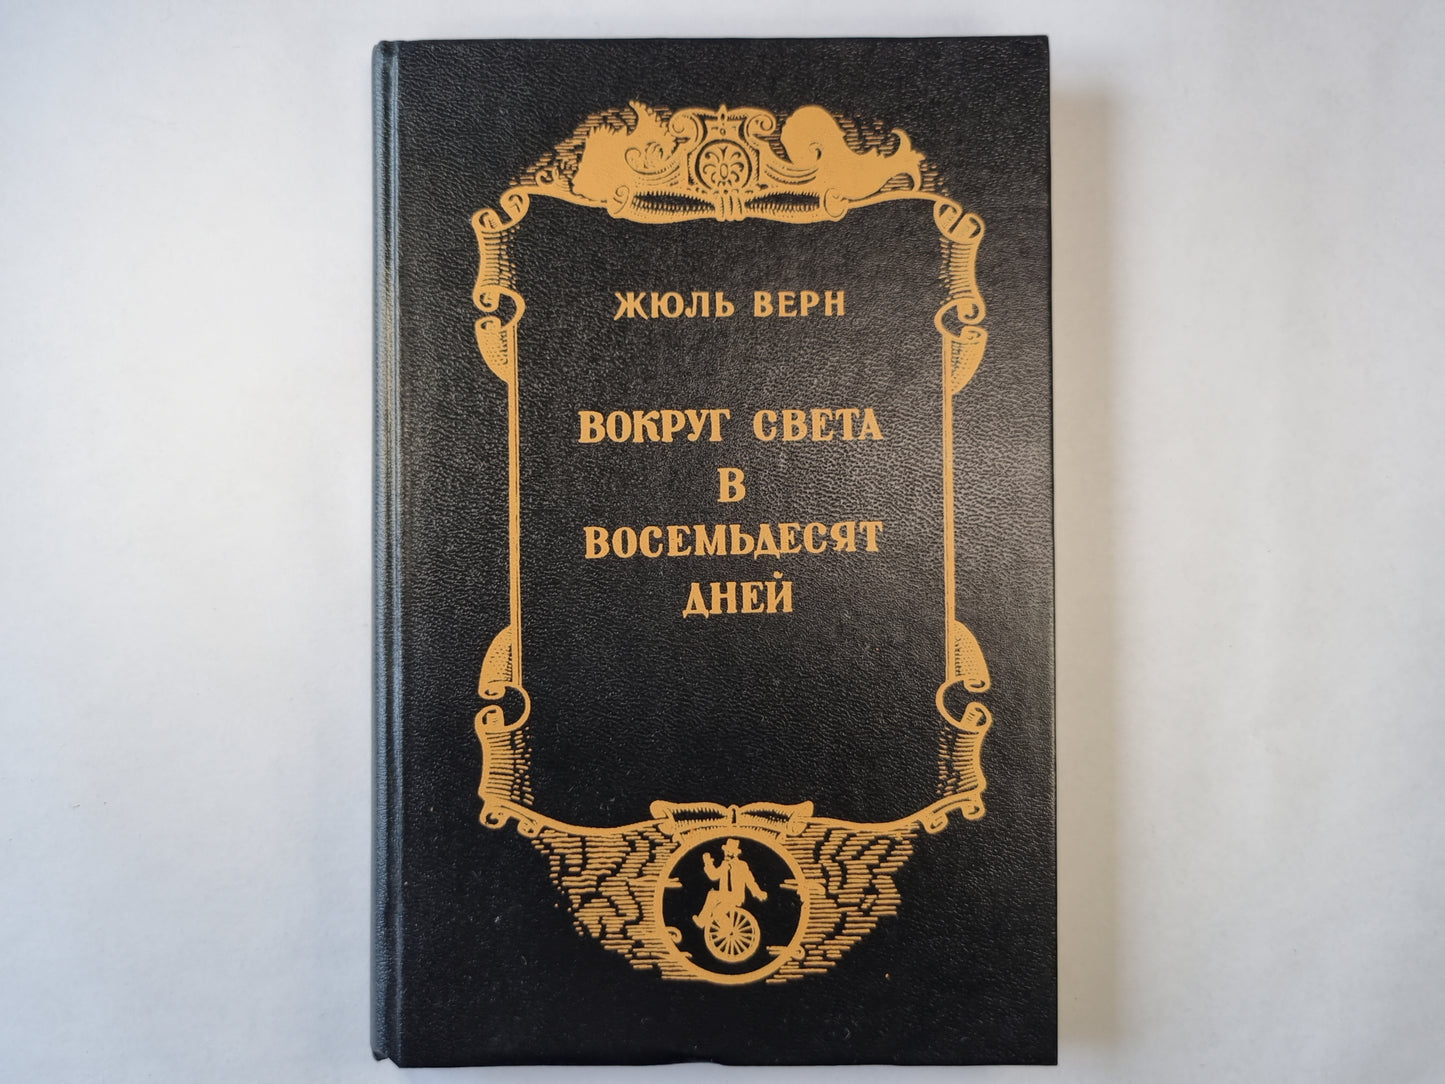 ЖЮЛЬ ВЕРН
ВОКРУГ СВЕТА
В
ВОСЕМЬДЕСЯТ
ДНЕЙ